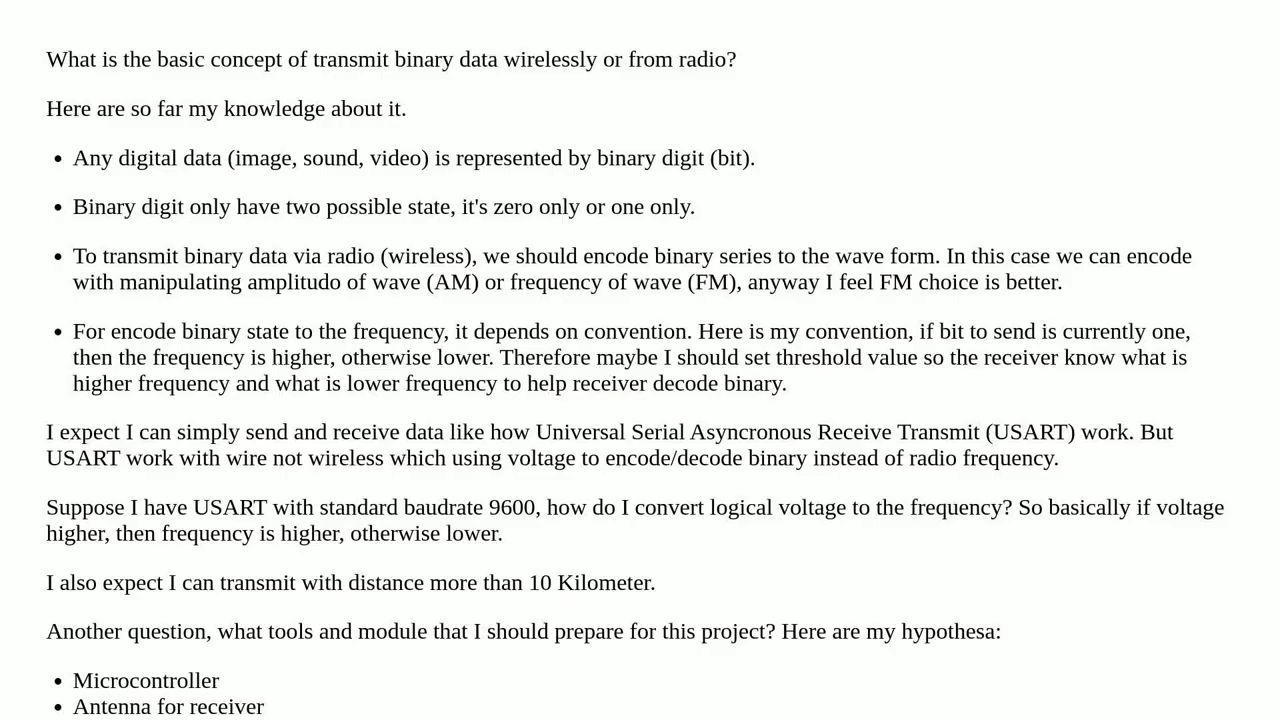 What is the basic concept of transmit binary data wirelessly or from radio?
Here are so far my knowledge about it.
• Any digital data (image, sound, video) is represented by binary digit (bit).
• Binary digit only have two possible state, it's zero only or one only.
• To transmit binary data via radio (wireless), we should encode binary series to the wave form. In this case we can encode
with manipulating amplitudo of wave (AM) or frequency of wave (FM), anyway I feel FM choice is better.
• For encode binary state to the frequency, it depends on convention. Here is my convention, if bit to send is currently one,
then the frequency is higher, otherwise lower. Therefore maybe I should set threshold value so the receiver know what is
higher frequency and what is lower frequency to help receiver decode binary.
I expect I can simply send and receive data like how Universal Serial Asyncronous Receive Transmit (USART) work. But
USART work with wire not wireless which using voltage to encode/decode binary instead of radio frequency.
Suppose I have USART with standard baudrate 9600, how do I convert logical voltage to the frequency? So basically if voltage
higher, then frequency is higher, otherwise lower.
I also expect I can transmit with distance more than 10 Kilometer.
Another question, what tools and module that I should prepare for this project? Here are my hypothesa:
• Microcontroller
• Antenna for receiver